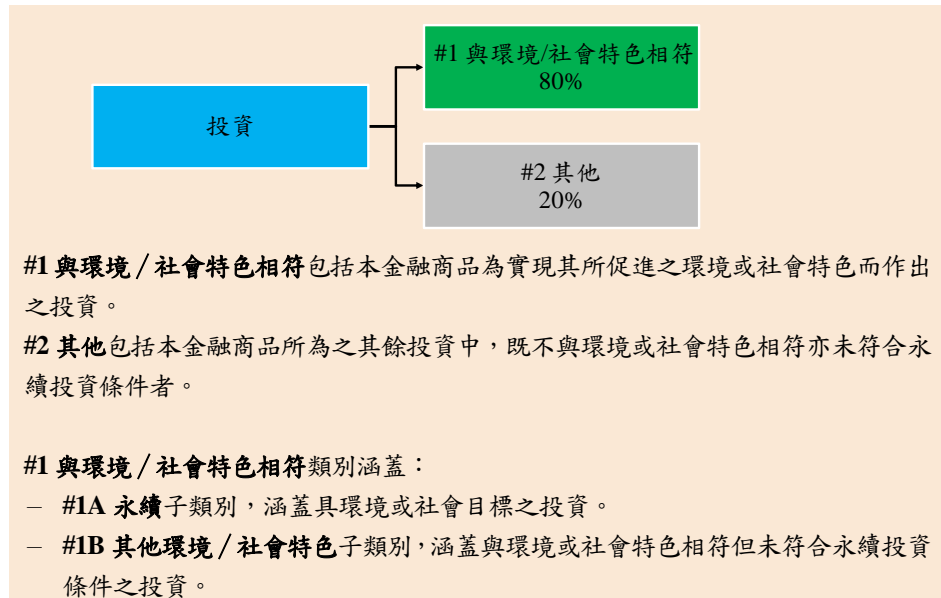 #1 與環境/社會特色相符
80%
投資
#2 其他
20%
#1 與環境/社會特色相符包括本金融商品為實現其所促進之環境或社會特色而作出
之投資。
#2 其他包括本金融商品所為之其餘投資中，既不與環境或社會特色相符亦未符合永
續投資條件者。
#1 與環境/社會特色相符類別涵蓋：
– #1A 永續子類別，涵蓋具環境或社會目標之投資。
– #1B 其他環境/社會特色子類別，涵蓋與環境或社會特色相符但未符合永續投資
條件之投資。